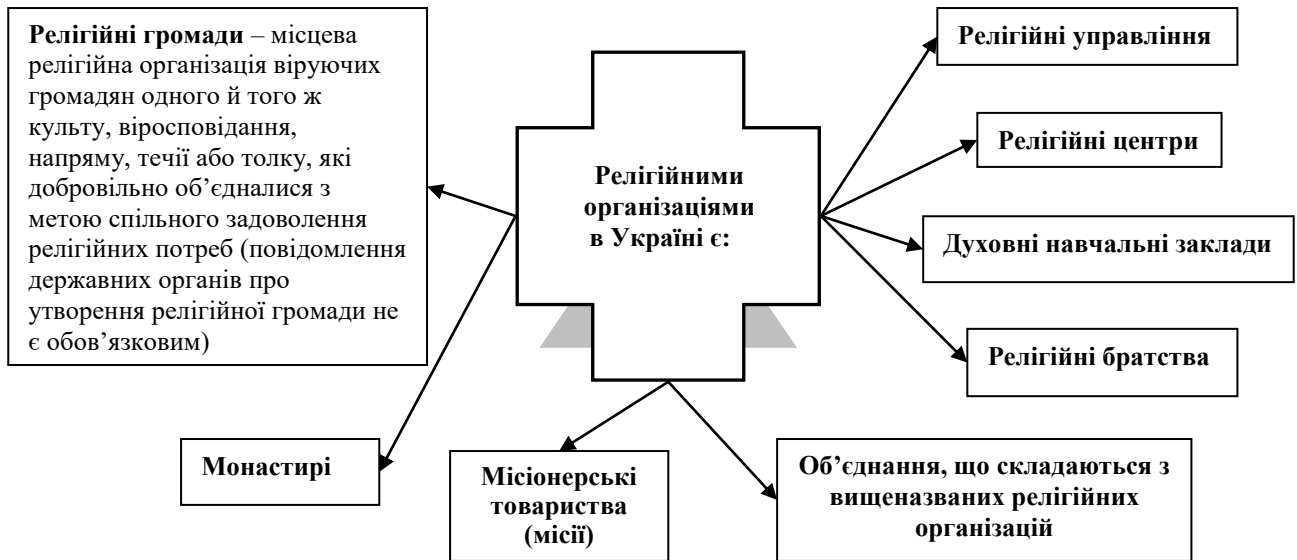 Релігійні громади – місцева
релігійна організація віруючих
громадян одного й того ж
культу, віросповідання,
напряму, течії або толку, які
добровільно об’єдналися з
метою спільного задоволення
релігійних потреб (повідомлення
державних органів про
утворення релігійної громади не
є обов’язковим)
Релігійними
організаціями
в Україні є:
Релігійні управління
Релігійні центри
Духовні навчальні заклади
Релігійні братства
Монастирі
Місіонерські
товариства
(місії)
Об’єднання, що складаються з
вищеназваних релігійних
організацій